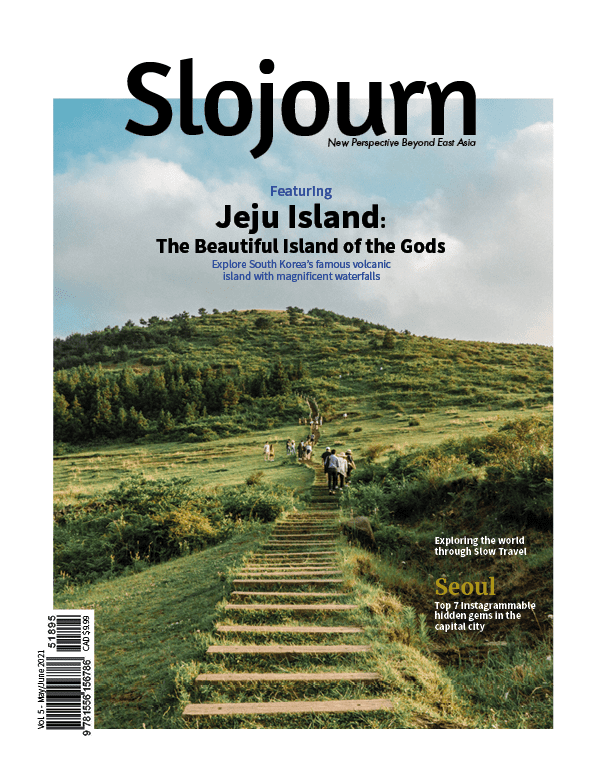 Slojourn
New Perspective Beyond East Asia
Featuring
Jeju Island:
The Beautiful Island of the Gods
Explore South Korea's famous volcanic
island with magnificent waterfalls
Exploring the world
through Slow Travel
Seoul
Top 7 Instagrammable
hidden gems in the
capital city
Vol. 5 - May/June 2021
51895
CAD $9.99
9 781556 156786